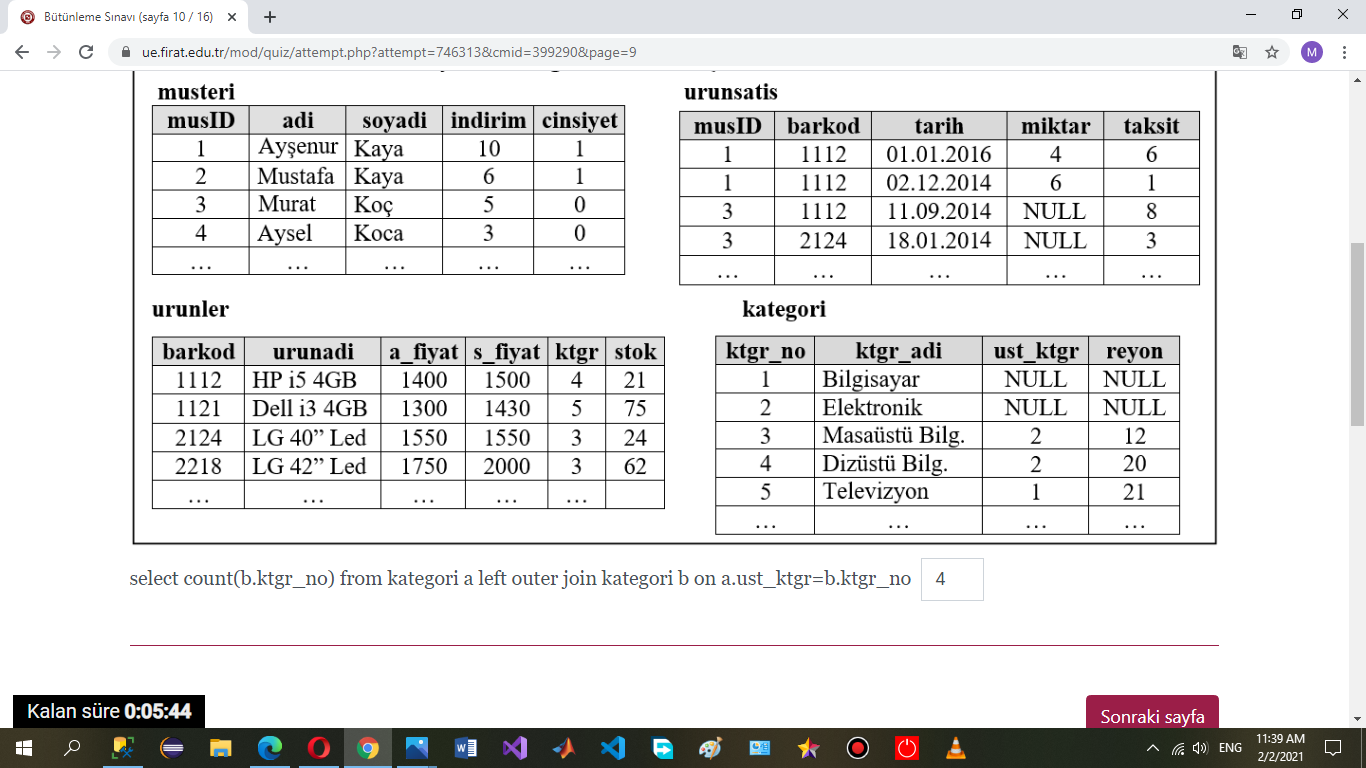 Bütünleme Sınavı (sayfa 10 / 16)
ue.firat.edu.tr/mod/quiz/attempt.php?attempt=746313&cmid=399290&page=9
M
musteri
musID adi soyadi indirim cinsiyet
1 Ayşenur Kaya 10 1
2 Mustafa Kaya 6 1
3 Murat Koç 5 0
4 Aysel Koca 3 0
… … … … …
urunsatis
musID barkod tarih miktar taksit
1 1112 01.01.2016 4 6
1 1112 02.12.2014 6 1
3 1112 11.09.2014 NULL 8
3 2124 18.01.2014 NULL 3
… … … … …
urunler
barkod urunadi a_fiyat s_fiyat ktgr stok
1112 HP i5 4GB 1400 1500 4 21
1121 Dell i3 4GB 1300 1430 5 75
2124 LG 40” Led 1550 1550 3 24
2218 LG 42” Led 1750 2000 3 62
… … … … …
kategori
ktgr_no ktgr_adi ust_ktgr reyon
1 Bilgisayar NULL NULL
2 Elektronik NULL NULL
3 Masaüstü Bilg. 2 12
4 Dizüstü Bilg. 2 20
5 Televizyon 1 21
… … … …
select count(b.ktgr_no) from kategori a left outer join kategori b on a.ust_ktgr=b.ktgr_no 4
Kalan süre 0:05:44
Sonraki sayfa
ENG
11:39 AM
2/2/2021